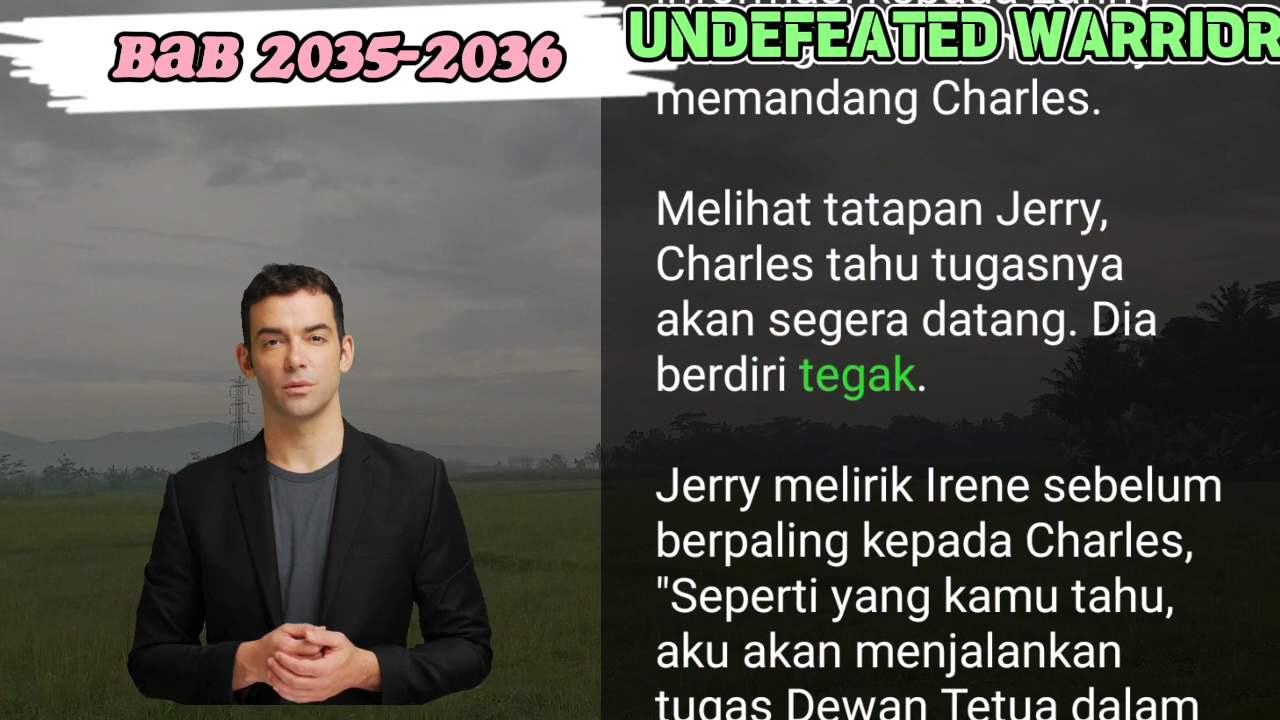 BAB 2035-2036
UNDEFEATED WARRIOR
memandang Charles.
Melihat tatapan Jerry,
Charles tahu tugasnya
akan segera datang. Dia
berdiri tegak.
Jerry melirik Irene sebelum
berpaling kepada Charles,
"Seperti yang kamu tahu,
aku akan menjalankan
tugas Dewan Tetua dalam